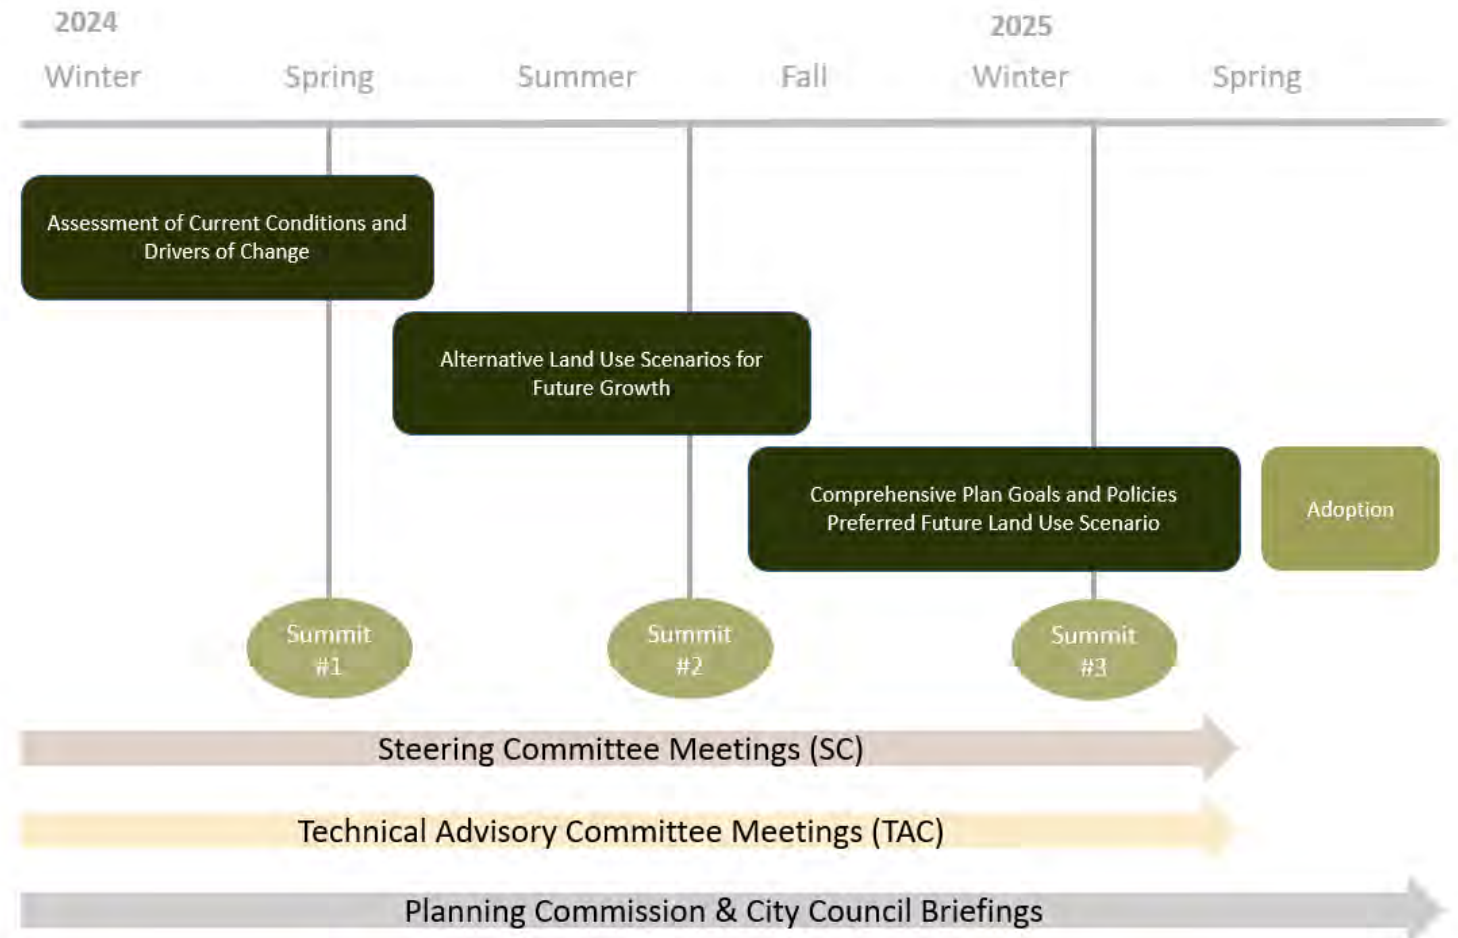 2024
2025
Winter
Spring
Summer
Fall
Winter
Spring
Assessment of Current Conditions and
Drivers of Change
Alternative Land Use Scenarios for
Future Growth
Comprehensive Plan Goals and Policies
Preferred Future Land Use Scenario
Adoption
Summit
#1
Summit
#2
Summit
#3
Steering Committee Meetings (SC)
Technical Advisory Committee Meetings (TAC)
Planning Commission & City Council Briefings